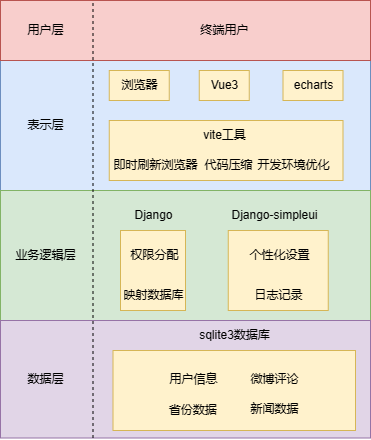 用户层
终端用户
浏览器 Vue3 echarts
表示层
vite工具
即时刷新浏览器 代码压缩 开发环境优化
Django Django-simpleui
业务逻辑层
权限分配 个性化设置
映射数据库 日志记录
sqlite3数据库
数据层
用户信息 微博评论
省份数据 新闻数据